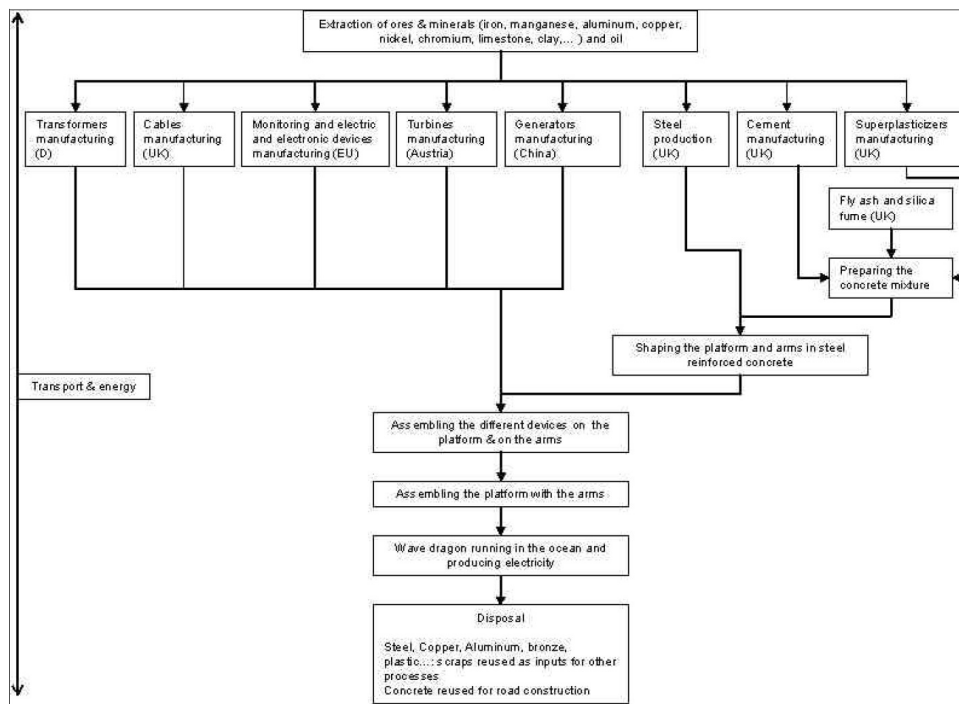 Extraction of ores & minerals (iron, manganese, aluminum, copper,
nickel, chromium, limestone, clay,... ) and oil
Transformers
manufacturing
(D)
Cables
manufacturing
(UK)
Monitoring and electric
and electronic devices
manufacturing (EU)
Turbines
manufacturing
(Austria)
Generators
manufacturing
(China)
Steel
production
(UK)
Cement
manufacturing
(UK)
Superplasticizers
manufacturing
(UK)
Fly ash and silica
fume (UK)
Preparing the
concrete mixture
Shaping the platform and arms in steel
reinforced concrete
Transport & energy
Assembling the different devices on the
platform & on the arms
Assembling the platform with the arms
Wave dragon running in the ocean and
producing electricity
Disposal
Steel, Copper, Aluminum, bronze,
plastic...: scraps reused as inputs for other
processes
Concrete reused for road construction